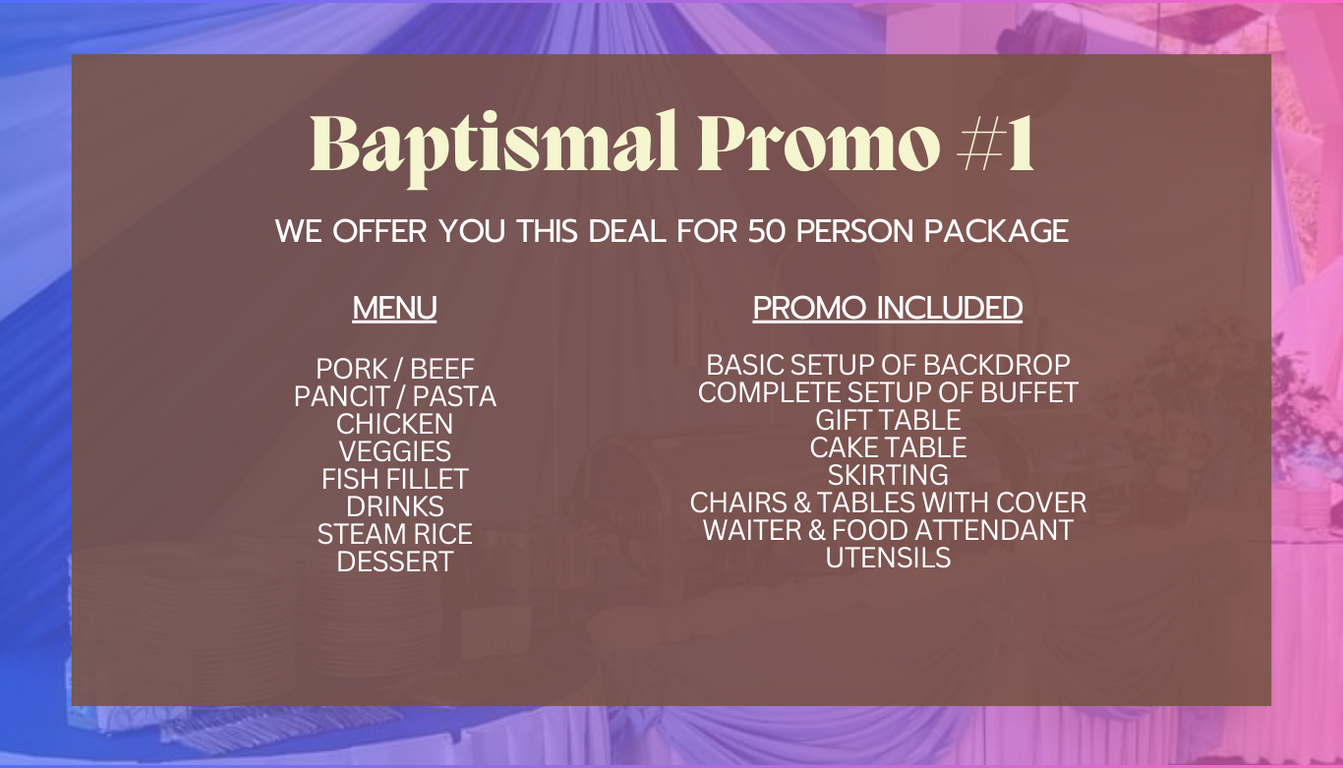 Baptismal Promo #1
WE OFFER YOU THIS DEAL FOR 50 PERSON PACKAGE
MENU
PORK / BEEF
PANCIT / PASTA
CHICKEN
VEGGIES
FISH FILLET
DRINKS
STEAM RICE
DESSERT
PROMO INCLUDED
BASIC SETUP OF BACKDROP
COMPLETE SETUP OF BUFFET
GIFT TABLE
CAKE TABLE
SKIRTING
CHAIRS & TABLES WITH COVER
WAITER & FOOD ATTENDANT
UTENSILS